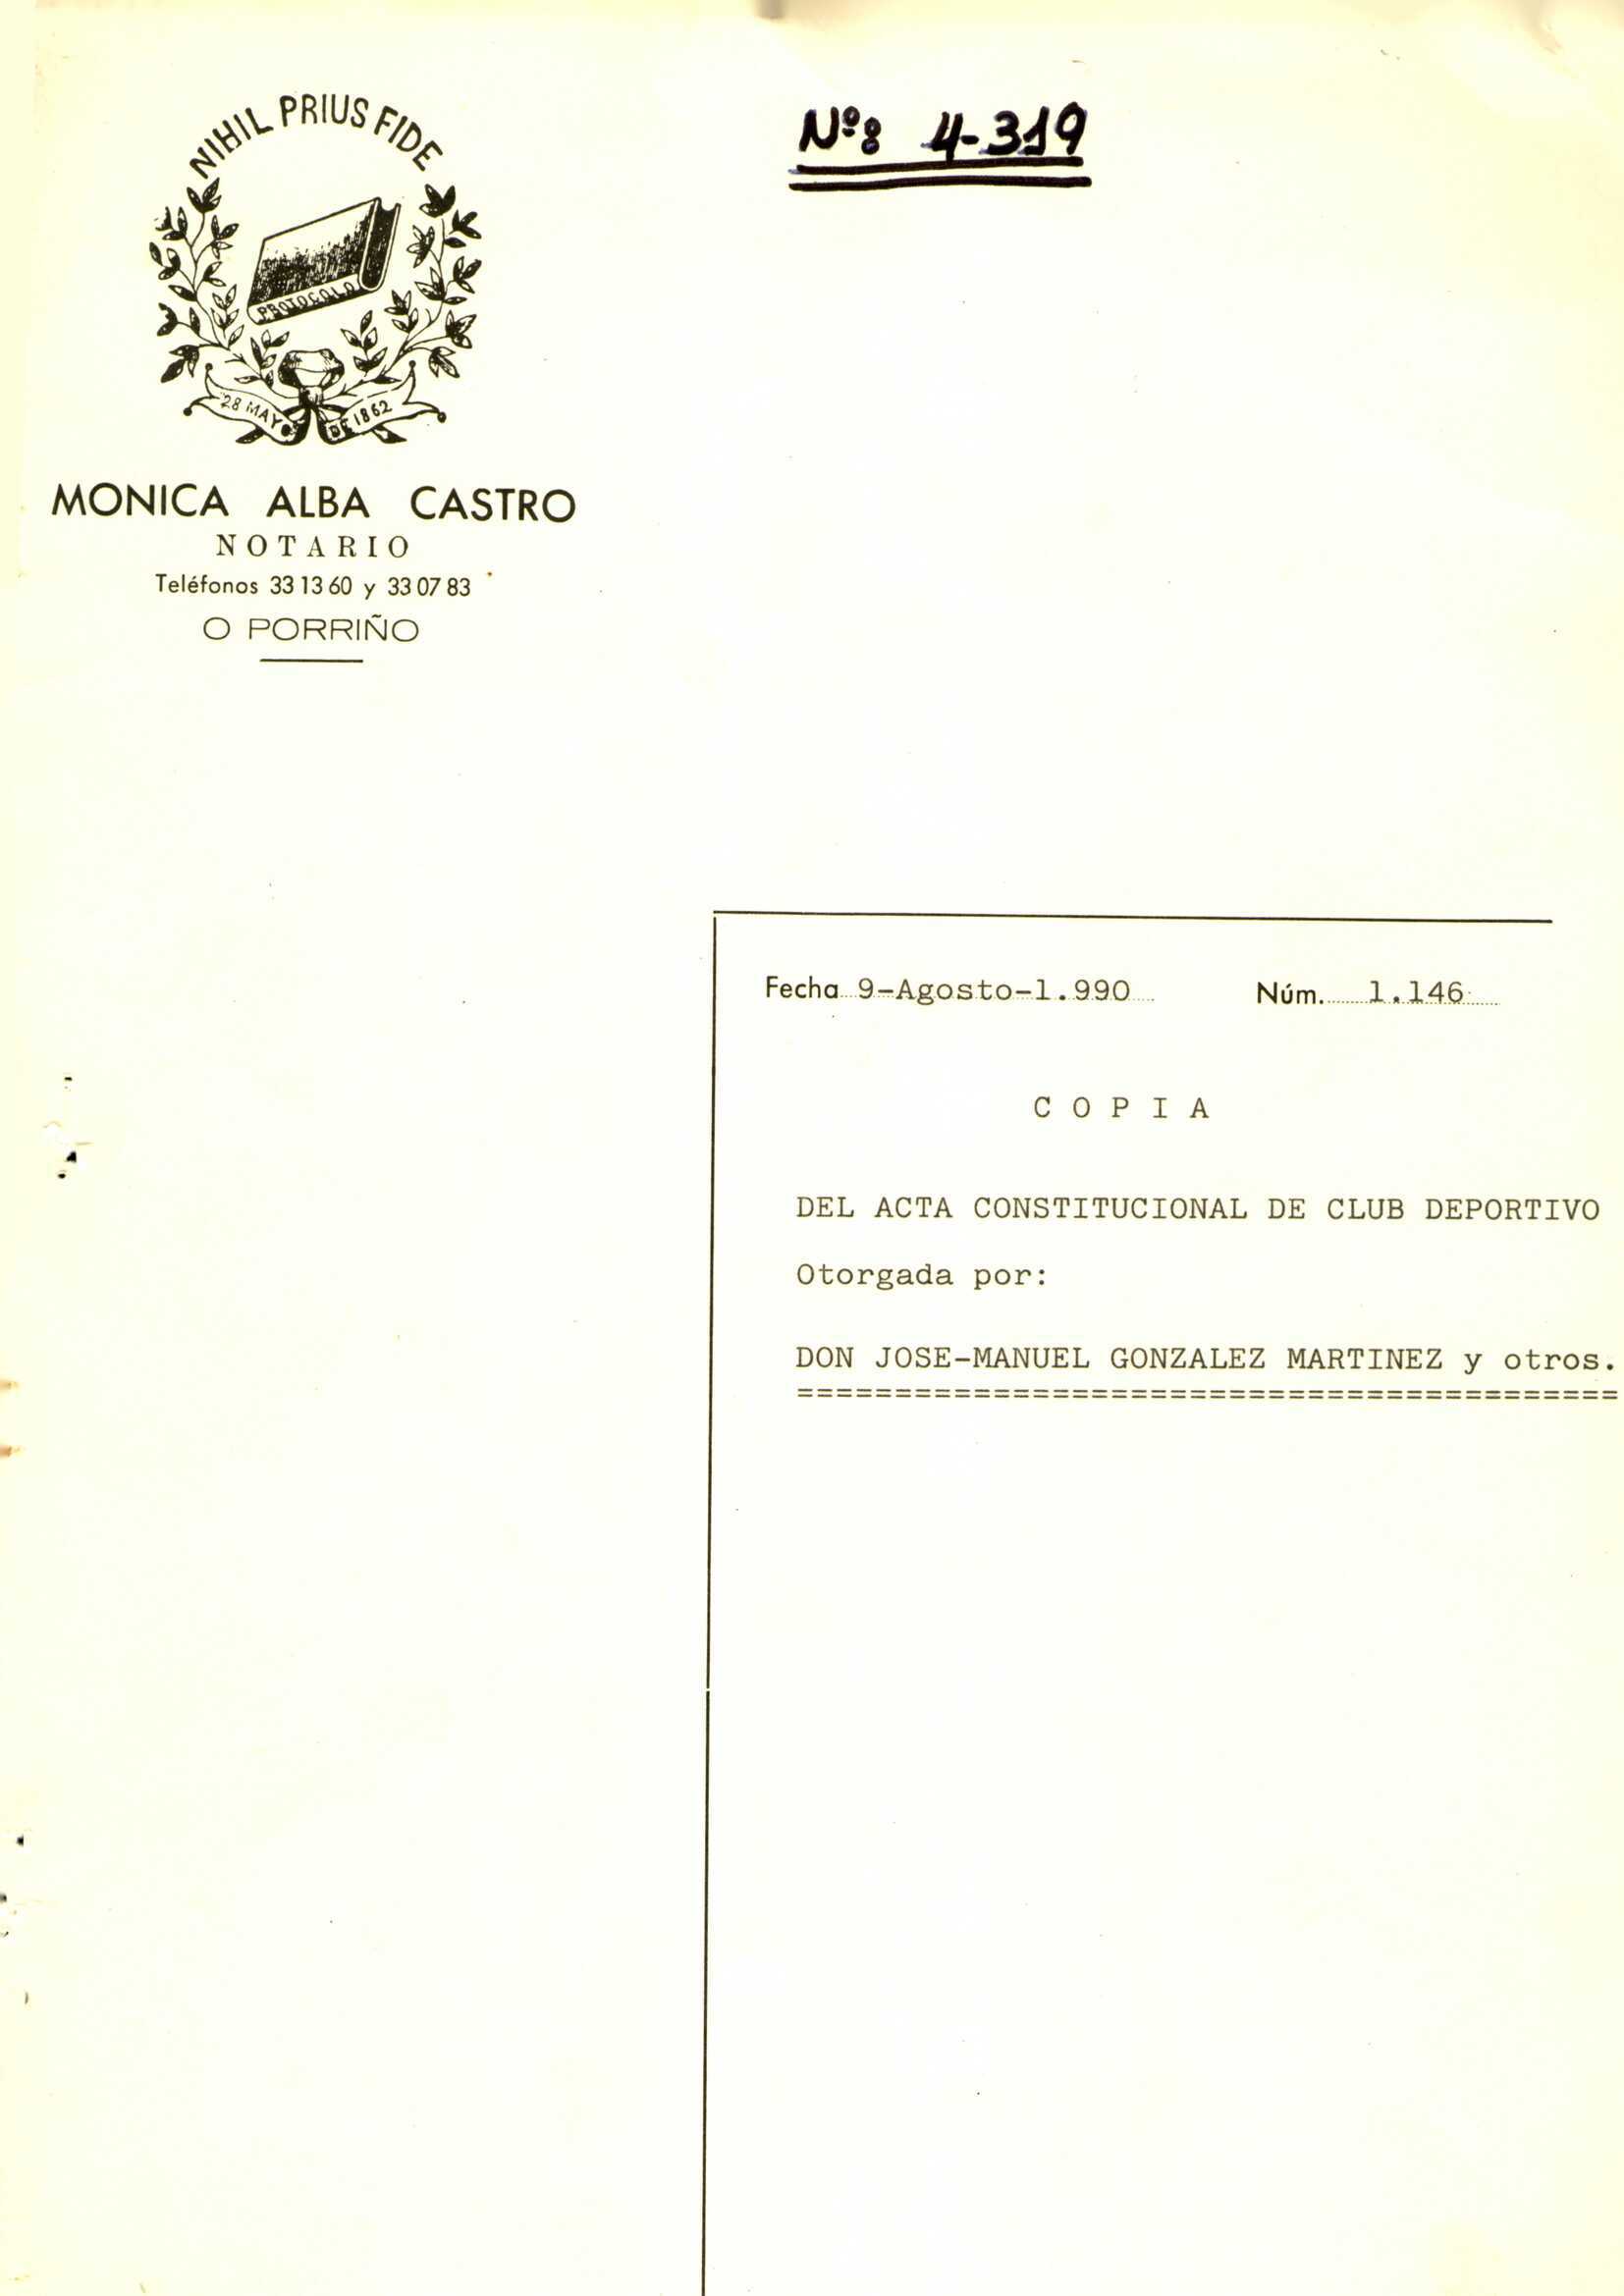 NIHIL PRIUS FIDE
PROTOCOLO
28 MAYO DE 1862
MONICA ALBA CASTRO
NOTARIO
Teléfonos 33 13 60 y 33 07 83
O PORRIÑO
Nº: 4-319
Fecha 9-Agosto-1.990 Núm. 1.146
C O P I A
DEL ACTA CONSTITUCIONAL DE CLUB DEPORTIVO
Otorgada por:
DON JOSE-MANUEL GONZALEZ MARTINEZ y otros.
==========================================